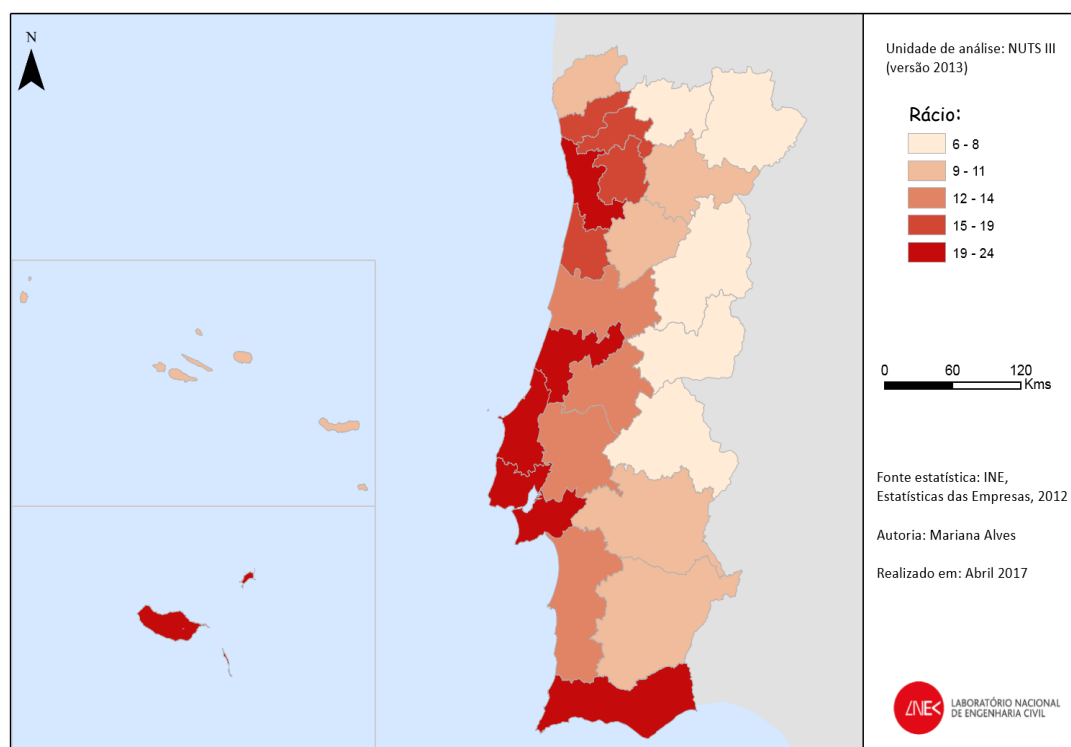 N
Unidade de análise: NUTS III
(versão 2013)
Rácio:
6 - 8
9 - 11
12 - 14
15 - 19
19 - 24
0 60 120
Kms
Fonte estatística: INE,
Estatísticas das Empresas, 2012
Autoria: Mariana Alves
Realizado em: Abril 2017
LNEC
LABORATÓRIO NACIONAL
DE ENGENHARIA CIVIL